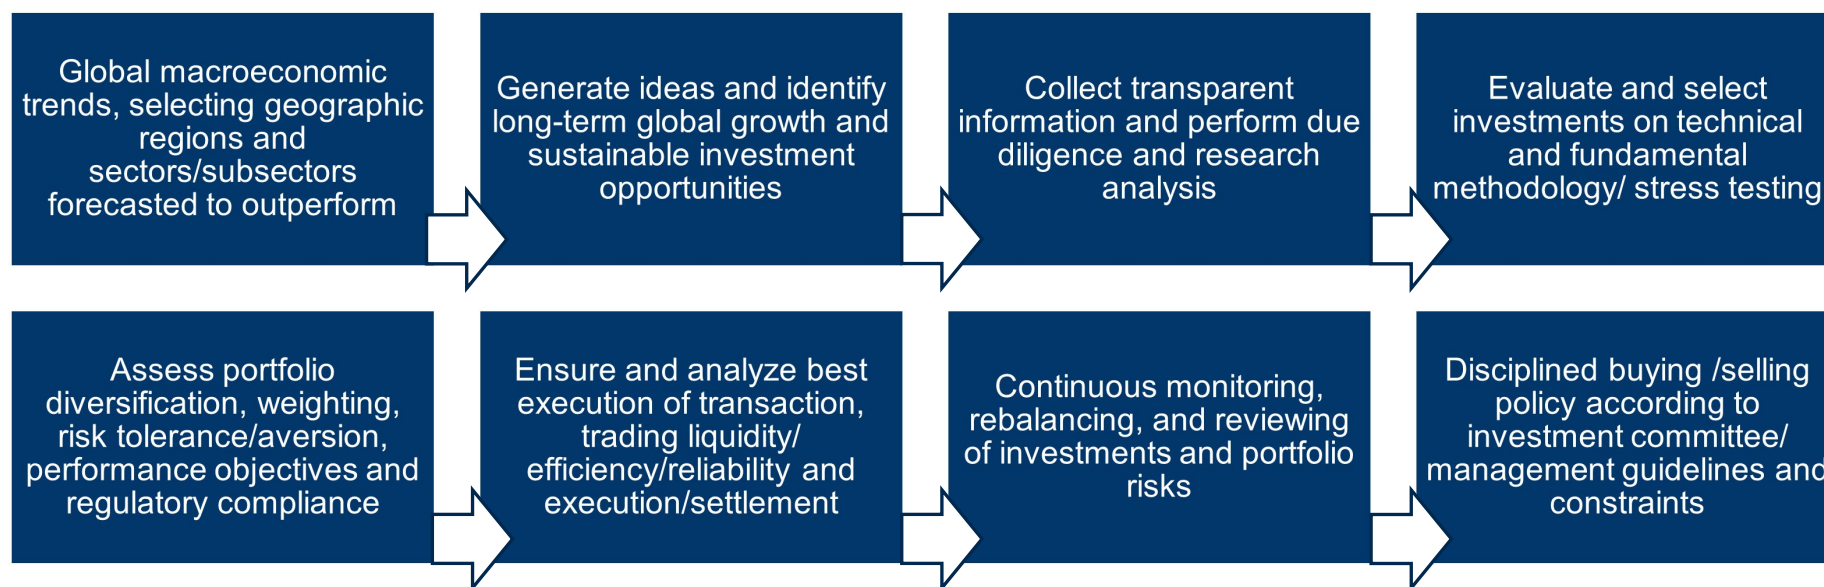 Global macroeconomic
trends, selecting geographic
regions and
sectors/subsectors
forecasted to outperform
Generate ideas and identify
long-term global growth and
sustainable investment
opportunities
Collect transparent
information and perform due
diligence and research
analysis
Evaluate and select
investments on technical
and fundamental
methodology/ stress testing
Assess portfolio
diversification, weighting,
risk tolerance/aversion,
performance objectives and
regulatory compliance
Ensure and analyze best
execution of transaction,
trading liquidity/
efficiency/reliability and
execution/settlement
Continuous monitoring,
rebalancing, and reviewing
of investments and portfolio
risks
Disciplined buying /selling
policy according to
investment committee/
management guidelines and
constraints